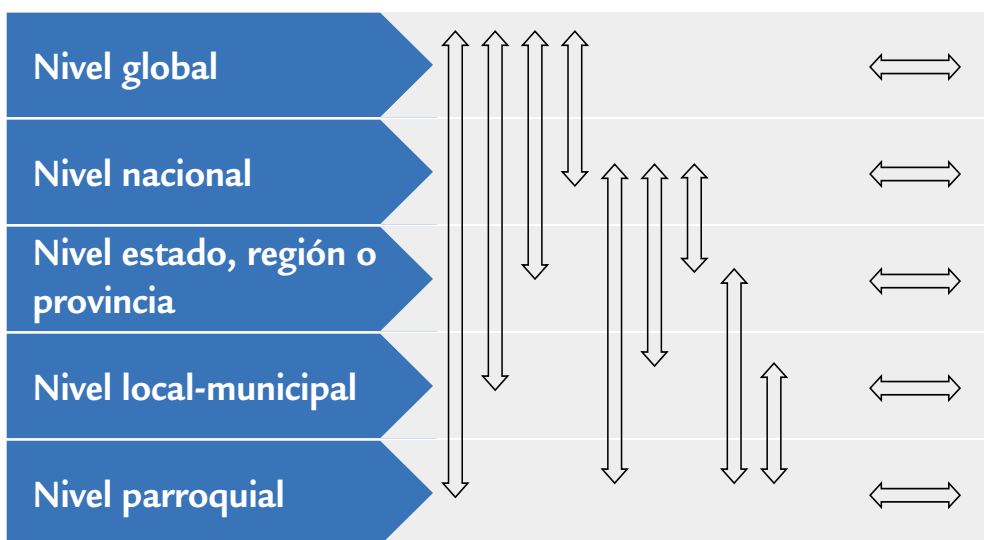 Nivel global
Nivel nacional
Nivel estado, región o
provincia
Nivel local-municipal
Nivel parroquial